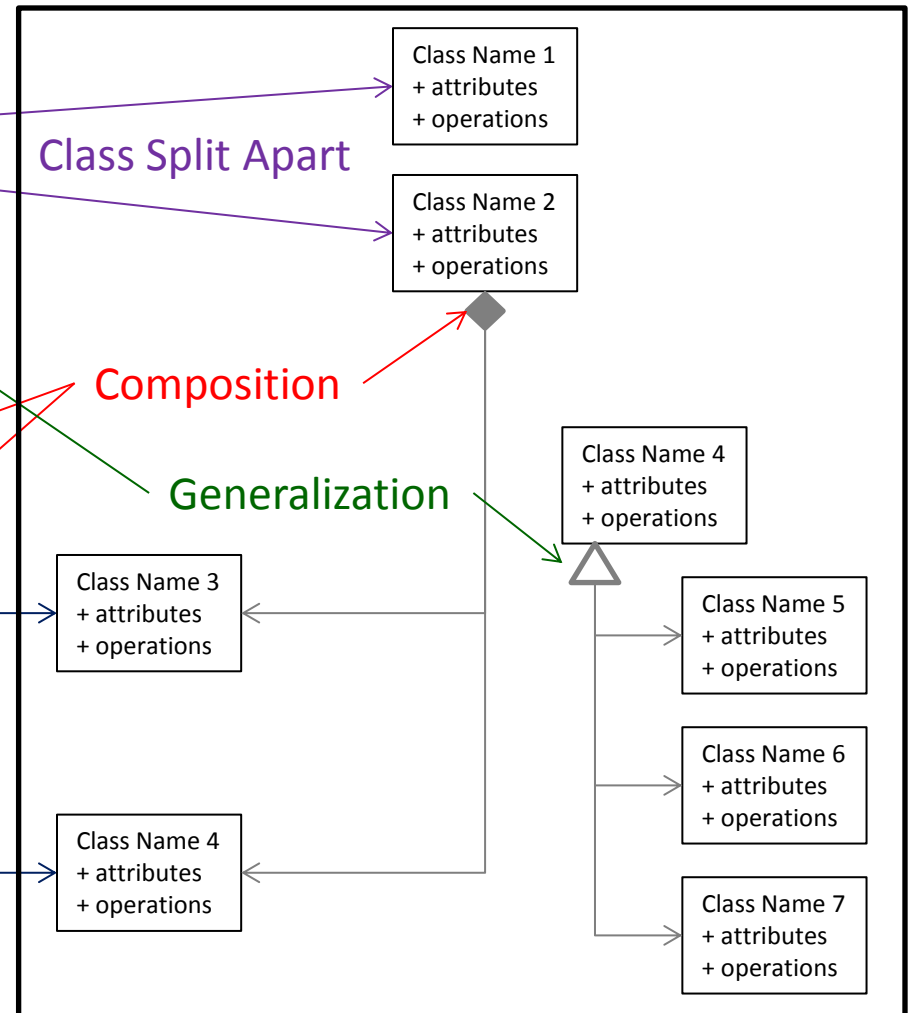 Class Name 1
+ attributes
+ operations
Class Split Apart
Class Name 2
+ attributes
+ operations
Composition
Class Name 4
+ attributes
+ operations
Generalization
Class Name 3
+ attributes
+ operations
Class Name 5
+ attributes
+ operations
Class Name 6
+ attributes
+ operations
Class Name 4
+ attributes
+ operations
Class Name 7
+ attributes
+ operations